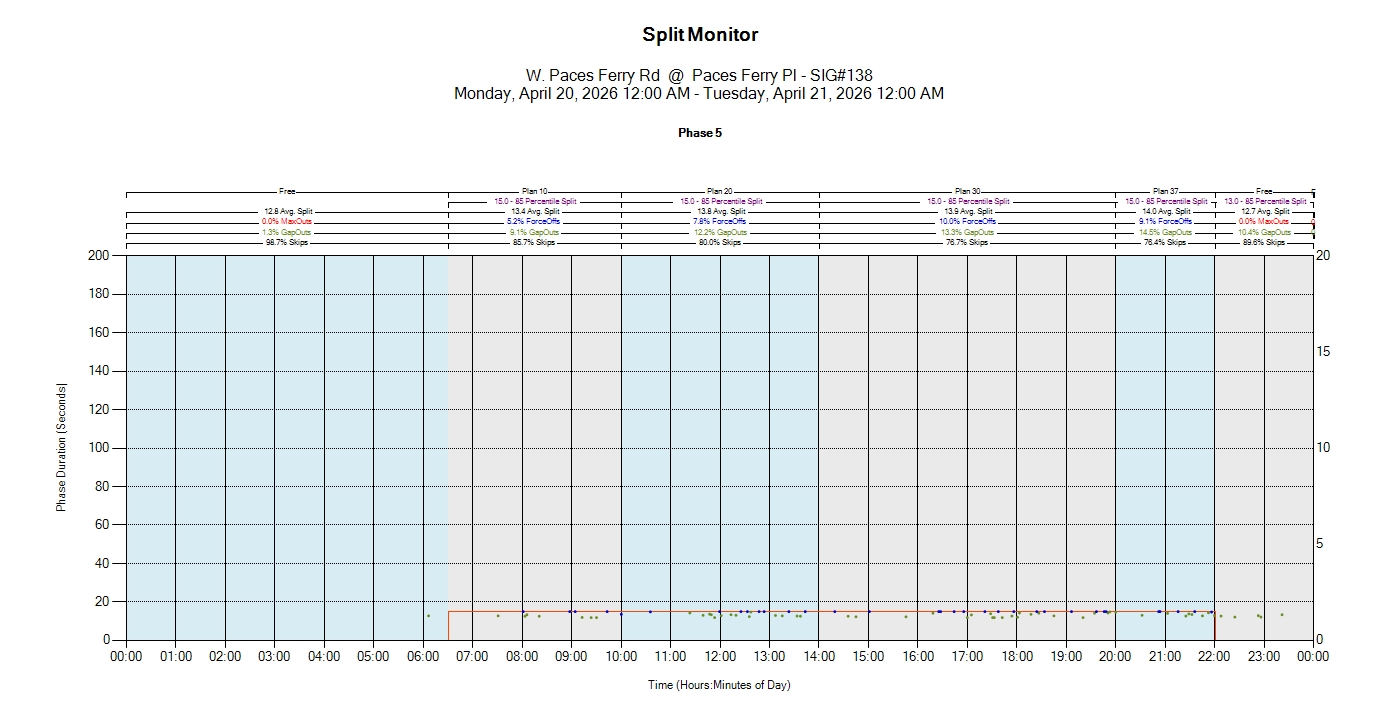 Split Monitor
W. Paces Ferry Rd @ Paces Ferry Pl - SIG#138
Monday, April 20, 2026 12:00 AM - Tuesday, April 21, 2026 12:00 AM
Phase 5
Free Plan 10 Plan 20 Plan 30 Plan 37 Free
15.0 - 85 Percentile Split 15.0 - 85 Percentile Split 15.0 - 85 Percentile Split 15.0 - 85 Percentile Split 13.0 - 85 Percentile Split
12.8 Avg. Split 13.4 Avg. Split 13.8 Avg. Split 13.9 Avg. Split 14.0 Avg. Split 12.7 Avg. Split
0.0% MaxOuts 5.2% ForceOffs 7.8% ForceOffs 10.0% ForceOffs 9.1% ForceOffs 0.0% MaxOuts
1.3% GapOuts 9.1% GapOuts 12.2% GapOuts 13.3% GapOuts 14.5% GapOuts 10.4% GapOuts
98.7% Skips 85.7% Skips 80.0% Skips 76.7% Skips 76.4% Skips 89.6% Skips
200 20
180
160
15
140
120
100 10
80
60
5
40
20
0 0
Phase Duration (Seconds)
00:00 01:00 02:00 03:00 04:00 05:00 06:00 07:00 08:00 09:00 10:00 11:00 12:00 13:00 14:00 15:00 16:00 17:00 18:00 19:00 20:00 21:00 22:00 23:00 00:00
Time (Hours:Minutes of Day)